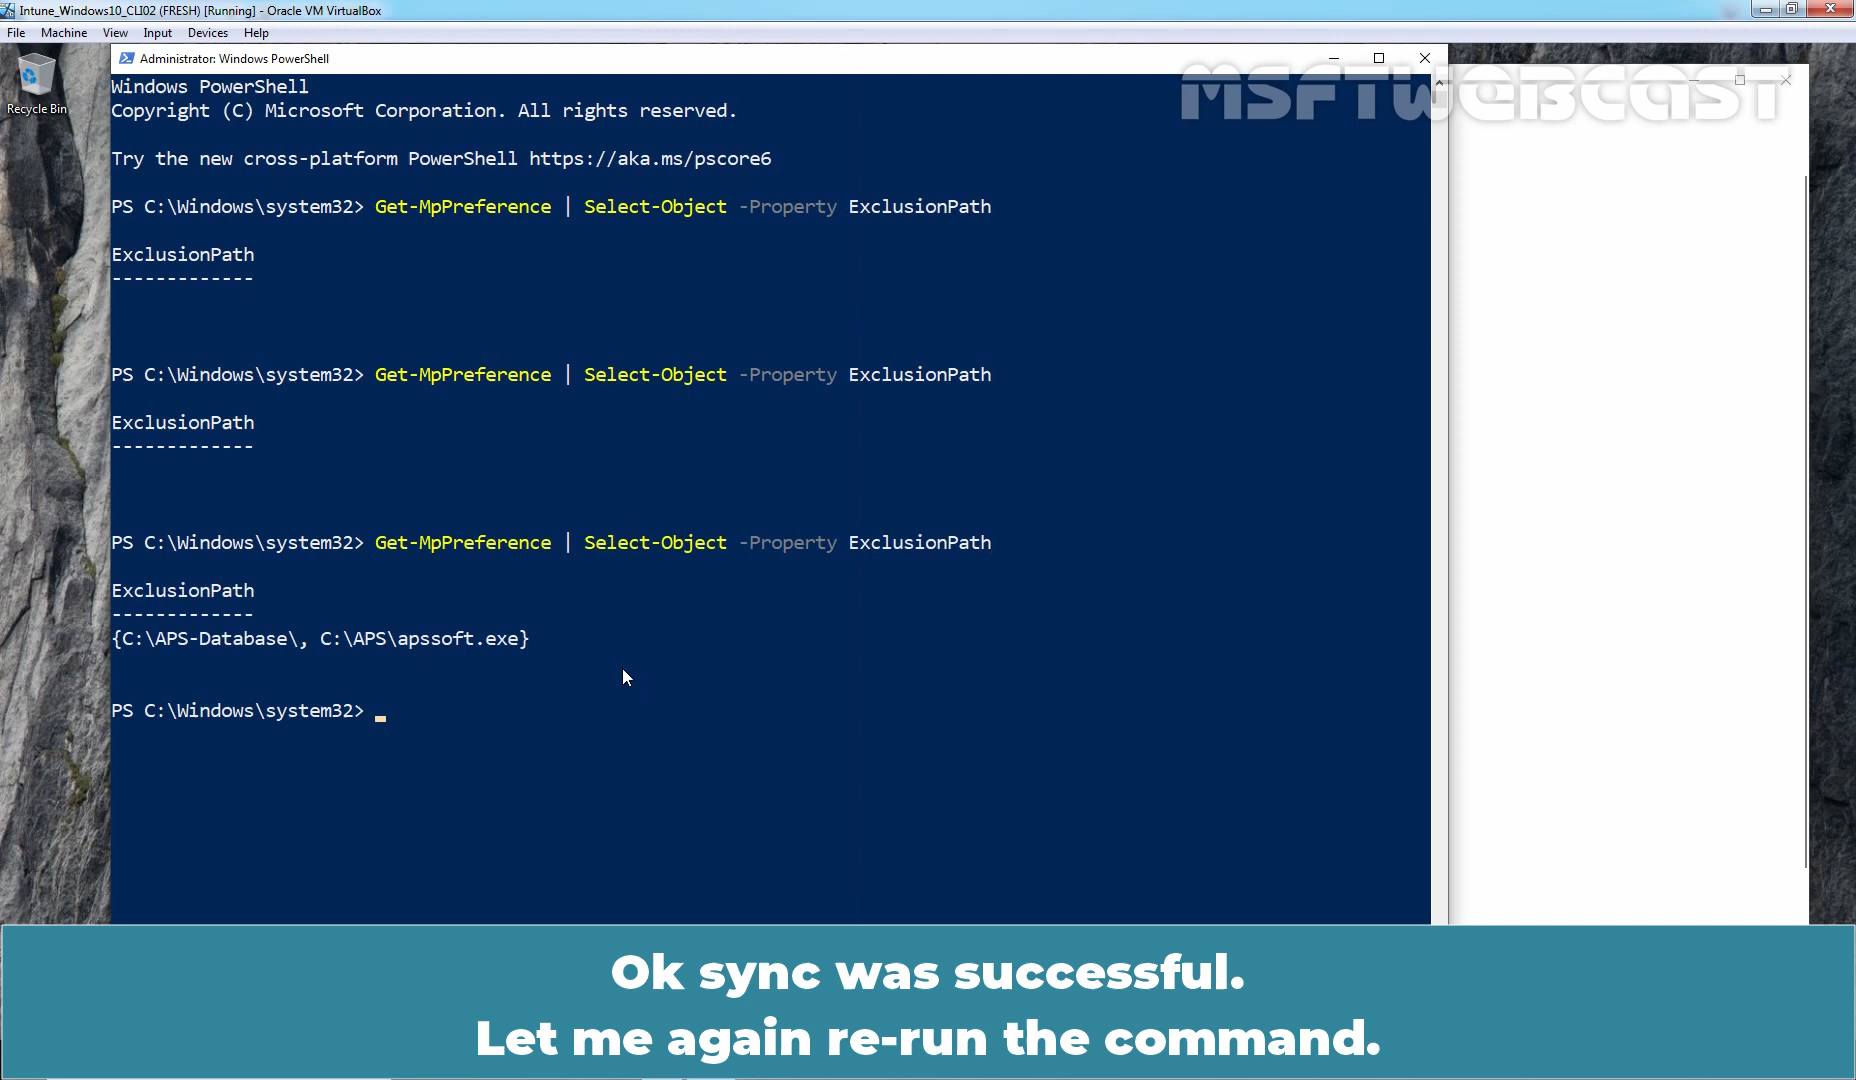 Intune_Windows10_CLI02 (FRESH) [Running] - Oracle VM VirtualBox
File Machine View Input Devices Help
Recycle Bin
Administrator: Windows PowerShell
MSFTWEBCAST
Windows PowerShell
Copyright (C) Microsoft Corporation. All rights reserved.
Try the new cross-platform PowerShell https://aka.ms/pscore6
PS C:\Windows\system32> Get-MpPreference | Select-Object -Property ExclusionPath
ExclusionPath
-------------
PS C:\Windows\system32> Get-MpPreference | Select-Object -Property ExclusionPath
ExclusionPath
-------------
PS C:\Windows\system32> Get-MpPreference | Select-Object -Property ExclusionPath
ExclusionPath
-------------
{C:\APS-Database\, C:\APS\apssoft.exe}
PS C:\Windows\system32>
Ok sync was successful.
Let me again re-run the command.